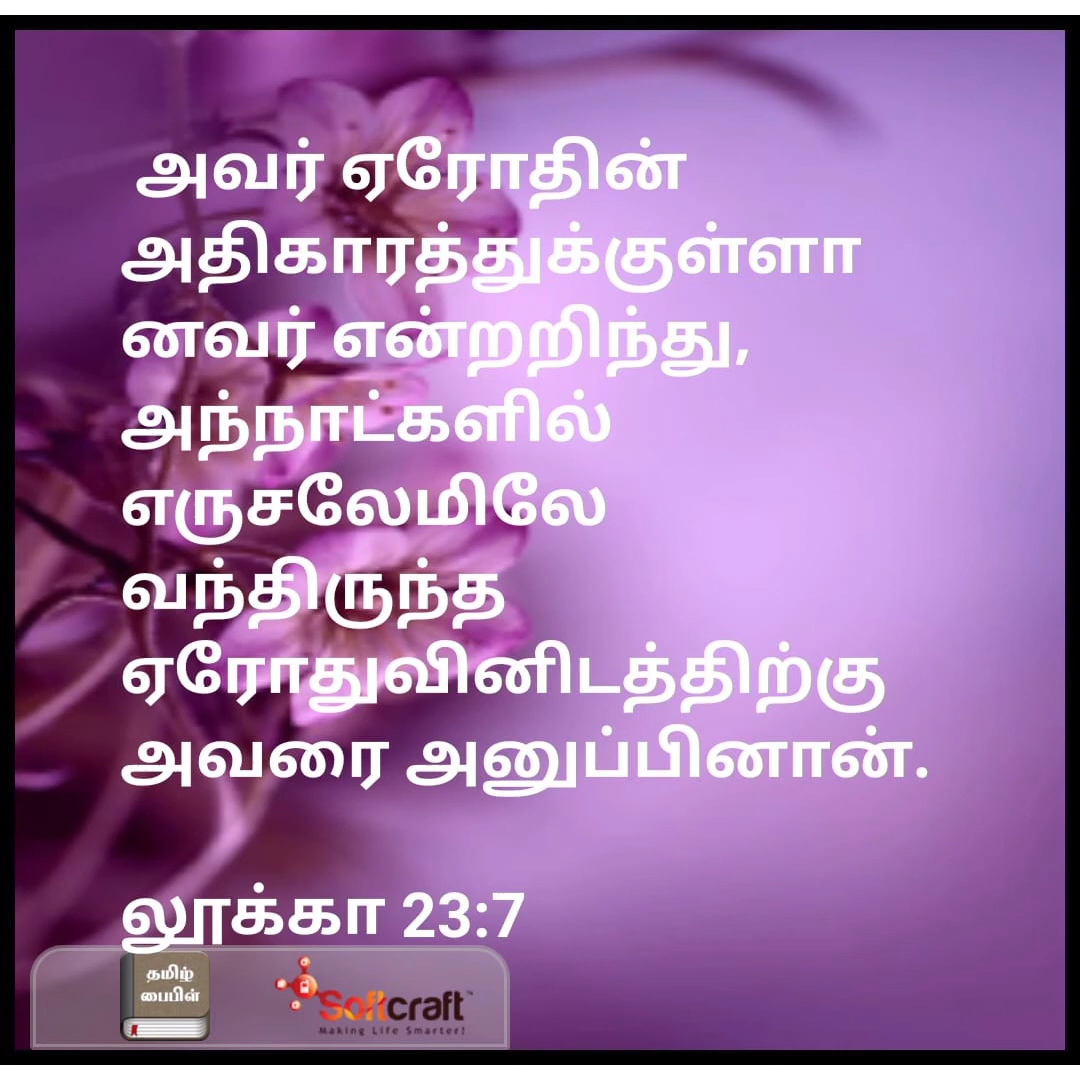 அவர் ஏரோதின்
அதிகாரத்துக்குள்ளா
னவர் என்றறிந்து,
அந்நாட்களில்
எருசலேமிலே
வந்திருந்த
ஏரோதுவினிடத்திற்கு
அவரை அனுப்பினான்.
லூக்கா 23:7
தமிழ்
பைபிள்
Softcraft™
Making Life Smarter!